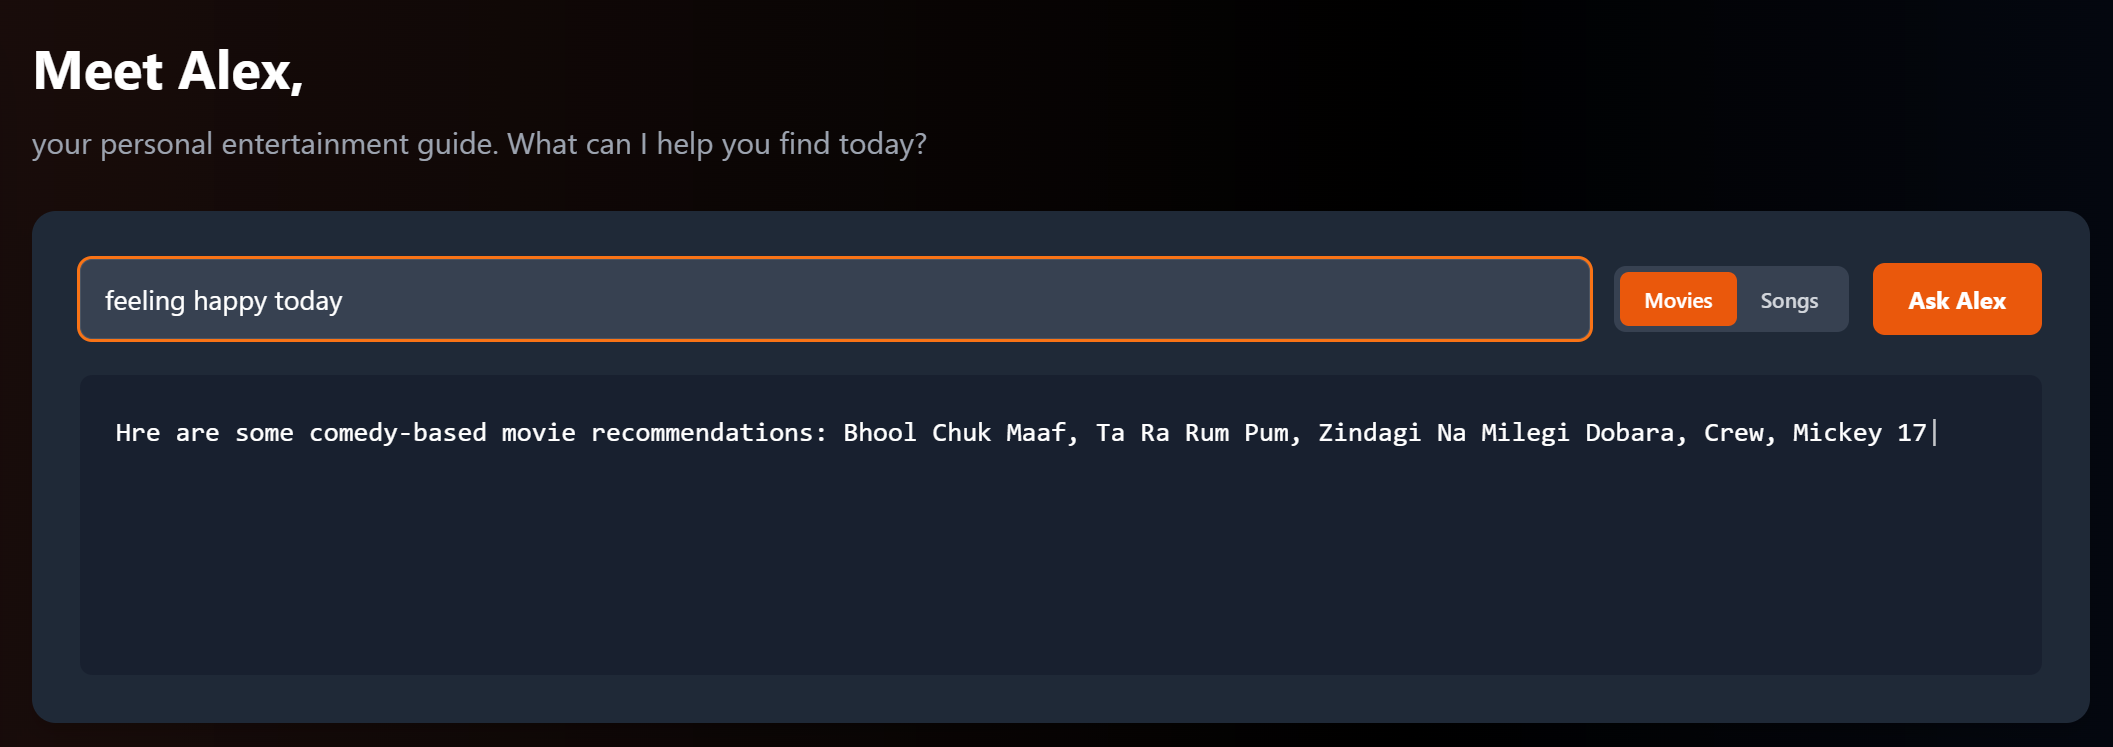 Meet Alex,
your personal entertainment guide. What can I help you find today?
feeling happy today
Movies
Songs
Ask Alex
Hre are some comedy-based movie recommendations: Bhool Chuk Maaf, Ta Ra Rum Pum, Zindagi Na Milegi Dobara, Crew, Mickey 17